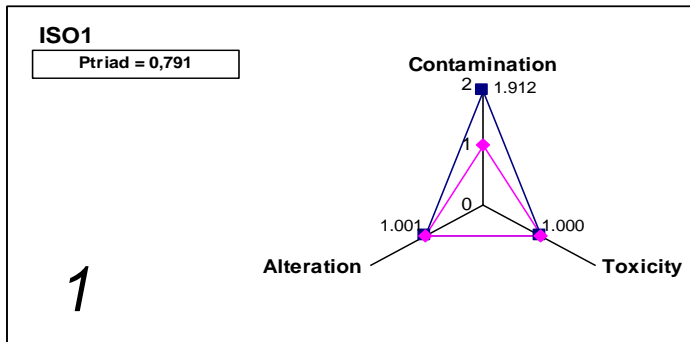 ISO1
Ptriad = 0,791
Contamination
2
1.912
1
0
1.001
1.000
Alteration
Toxicity
1